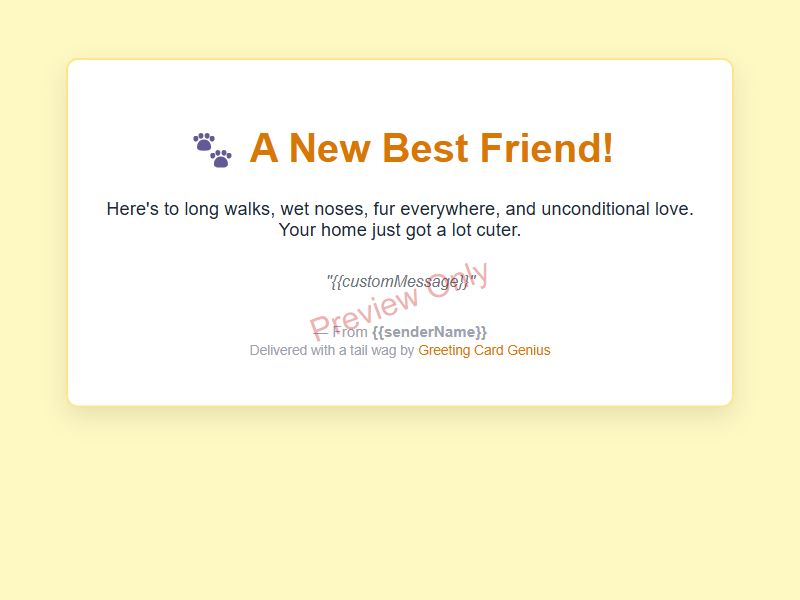 🐾 A New Best Friend!
Here's to long walks, wet noses, fur everywhere, and unconditional love.
Your home just got a lot cuter.
"{{customMessage}}"
Preview Only
— From {{senderName}}
Delivered with a tail wag by Greeting Card Genius